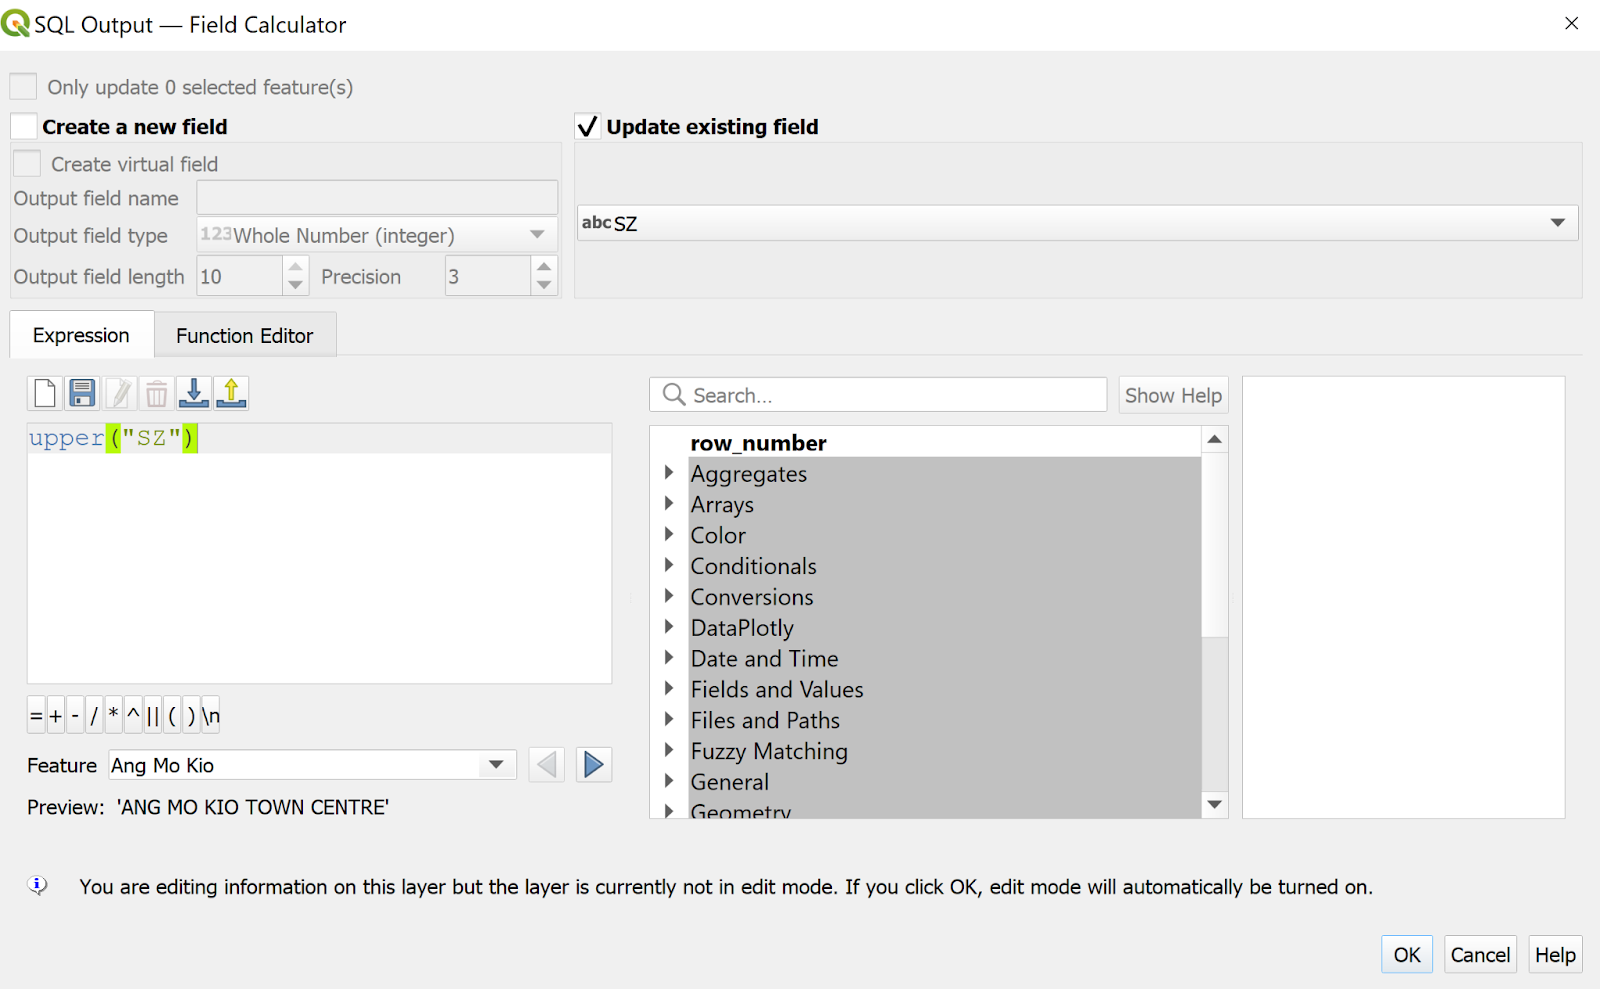 SQL Output — Field Calculator
Only update 0 selected feature(s)
Create a new field
Update existing field
Create virtual field
Output field name
abc SZ
Output field type 123 Whole Number (integer)
Output field length 10 Precision 3
Expression Function Editor
Search... Show Help
upper("SZ")
row_number
Aggregates
Arrays
Color
Conditionals
Conversions
DataPlotly
Date and Time
Fields and Values
Files and Paths
Fuzzy Matching
General
Geometry
= + - / * ^ || ( ) \n
Feature Ang Mo Kio
Preview: 'ANG MO KIO TOWN CENTRE'
You are editing information on this layer but the layer is currently not in edit mode. If you click OK, edit mode will automatically be turned on.
OK Cancel Help